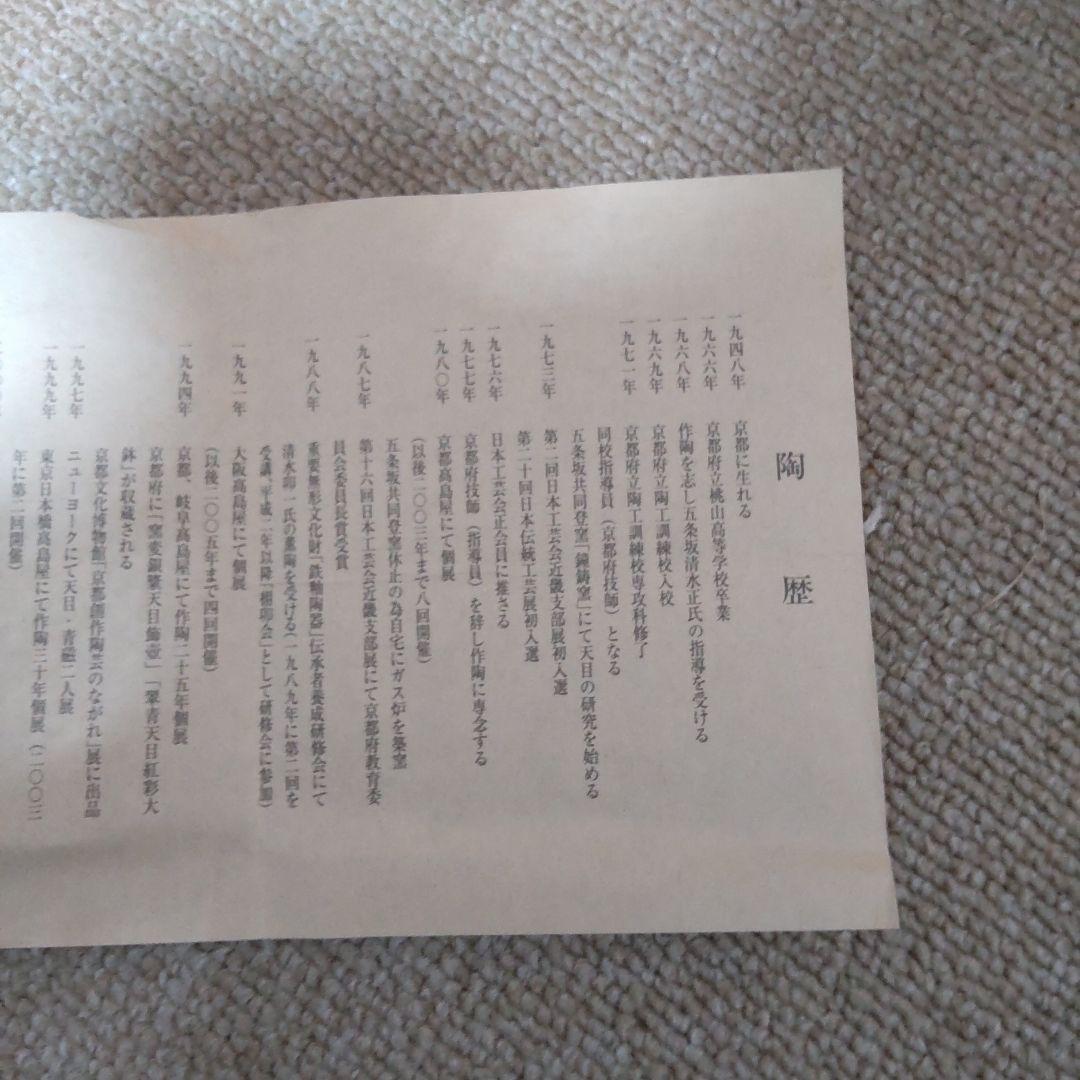 陶歴
一九四八年 京都に生れる
一九六六年 京都府立桃山高等学校卒業
一九六八年 作陶を志し五条坂清水正氏の指導を受ける
一九六九年 京都府立陶工訓練校入校
一九七一年 京都府立陶工訓練校専攻科修了
同校指導員(京都府技師)となる
五条坂共同登窯「鐘鋳窯」にて天目の研究を始める
一九七三年 第二回日本工芸会近畿支部展初入選
第二十回日本伝統工芸展初入選
一九七六年 日本工芸会正会員に推さる
一九七七年 京都府技師(指導員)を辞し作陶に専念する
一九八〇年 京都高島屋にて個展
(以後二〇〇三年まで八回開催)
五条坂共同登窯休止の為自宅にガス炉を築窯
一九八七年 第十六回日本工芸会近畿支部展にて京都府教育委
員会委員長賞受賞
一九八八年 重要無形文化財「鉄釉陶器」伝承者養成研修会にて
清水卯一氏の薫陶を受ける(一九八九年に第二回を
受講、平成二年以降「楷卯会」として研修会に参加)
一九九一年 大阪高島屋にて個展
(以後二〇〇五年まで四回開催)
一九九四年 京都、岐阜高島屋にて作陶二十五年個展
京都府に「窯変銀鑾天目飾壺」「翠青天目紅彩大
鉢」が収蔵される
京都文化博物館「京都創作陶芸のながれ」展に出品
一九九七年 ニューヨークにて天目・青磁二人展
一九九九年 東京日本橋高島屋にて作陶三十年個展(二〇〇三
年に第二回開催)